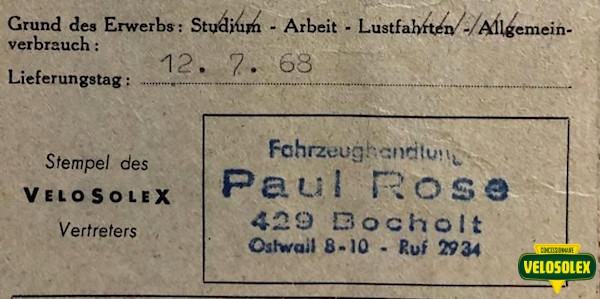 Grund des Erwerbs: Studium - Arbeit - Lustfahrten - Allgemein-
verbrauch:
Lieferungstag: 12. 7. 68
Stempel des
VELOSOLEX
Vertreters
Fahrzeughandlung
Paul Rose
429 Bocholt
Ostwall 8-10 - Ruf 2934
CONCESSIONNAIRE
VELOSOLEX